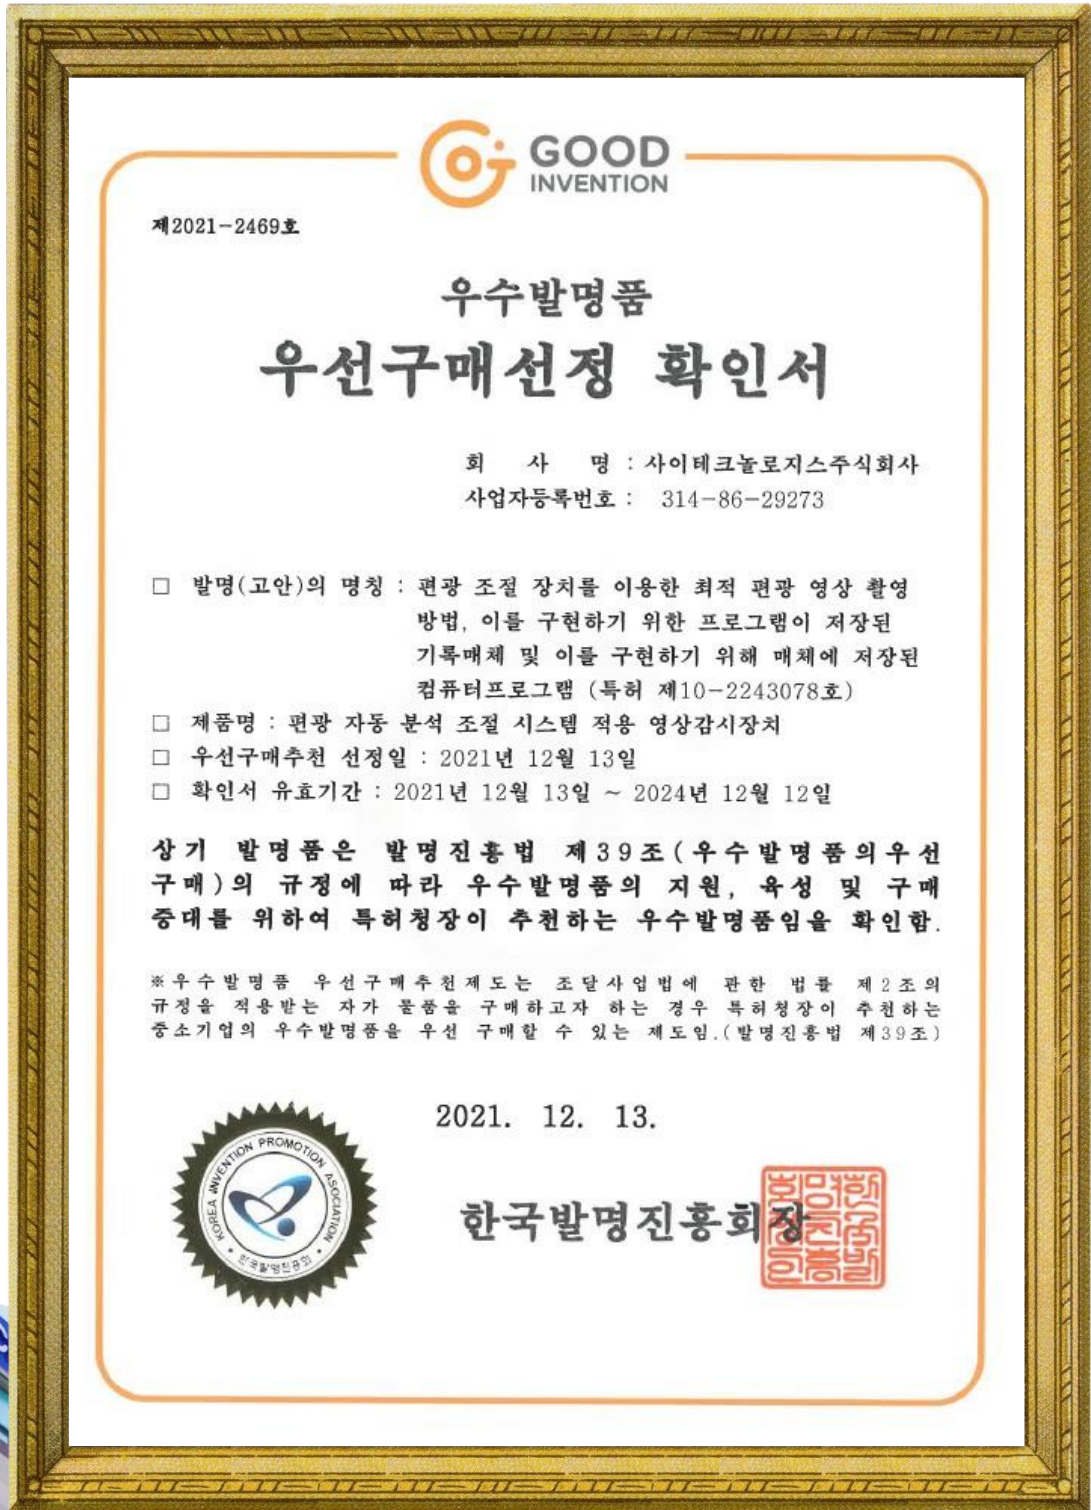 GOOD
INVENTION
제2021-2469호
우수발명품
우선구매선정 확인서
회 사 명 : 사이테크놀로지스주식회사
사업자등록번호 : 314-86-29273
□ 발명(고안)의 명칭 : 편광 조절 장치를 이용한 최적 편광 영상 촬영
방법, 이를 구현하기 위한 프로그램이 저장된
기록매체 및 이를 구현하기 위해 매체에 저장된
컴퓨터프로그램 (특허 제10-2243078호)
□ 제품명 : 편광 자동 분석 조절 시스템 적용 영상감시장치
□ 우선구매추천 선정일 : 2021년 12월 13일
□ 확인서 유효기간 : 2021년 12월 13일 ~ 2024년 12월 12일
상기 발명품은 발명진흥법 제39조(우수발명품의우선
구매)의 규정에 따라 우수발명품의 지원, 육성 및 구매
증대를 위하여 특허청장이 추천하는 우수발명품임을 확인함.
※우수발명품 우선구매추천제도는 조달사업법에 관한 법률 제2조의
규정을 적용받는 자가 물품을 구매하고자 하는 경우 특허청장이 추천하는
중소기업의 우수발명품을 우선 구매할 수 있는 제도임.(발명진흥법 제39조)
2021. 12. 13.
KOREA INVENTION PROMOTION ASOCIATION
한국발명진흥회
한국발명진흥회장